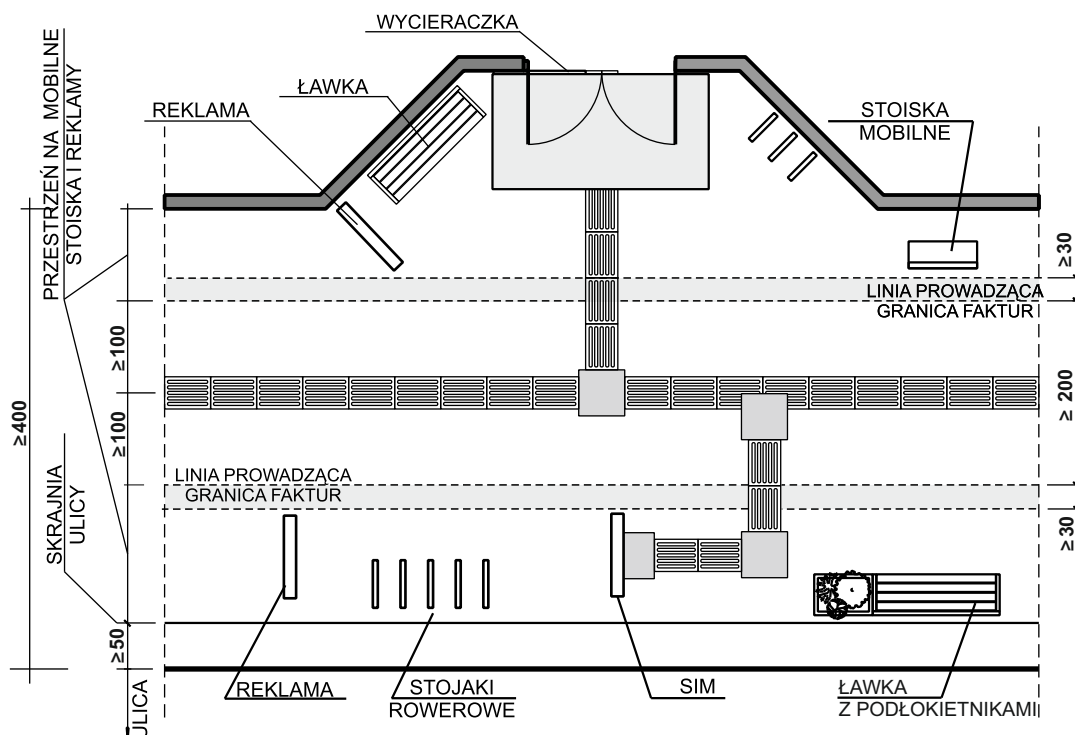 WYCIERACZKA
ŁAWKA
REKLAMA
STOISKA
MOBILNE
PRZESTRZEŃ NA MOBILNE
STOISKA I REKLAMY
≥30
LINIA PROWADZĄCA
GRANICA FAKTUR
≥100
≥400
≥100
≥200
LINIA PROWADZĄCA
GRANICA FAKTUR
SKRAJNIA
ULICY
≥30
≥50
REKLAMA
STOJAKI
ROWEROWE
SIM
ŁAWKA
Z PODŁOKIETNIKAMI
ULICA